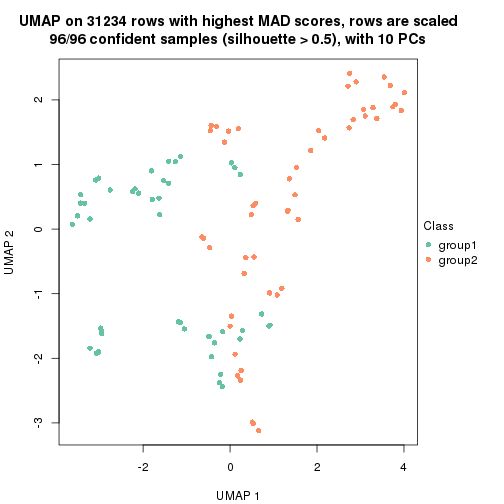 UMAP on 31234 rows with highest MAD scores, rows are scaled
96/96 confident samples (silhouette > 0.5), with 10 PCs
2
1
0
-1
-2
-3
UMAP 2
-2
0
2
4
UMAP 1
Class
group1
group2